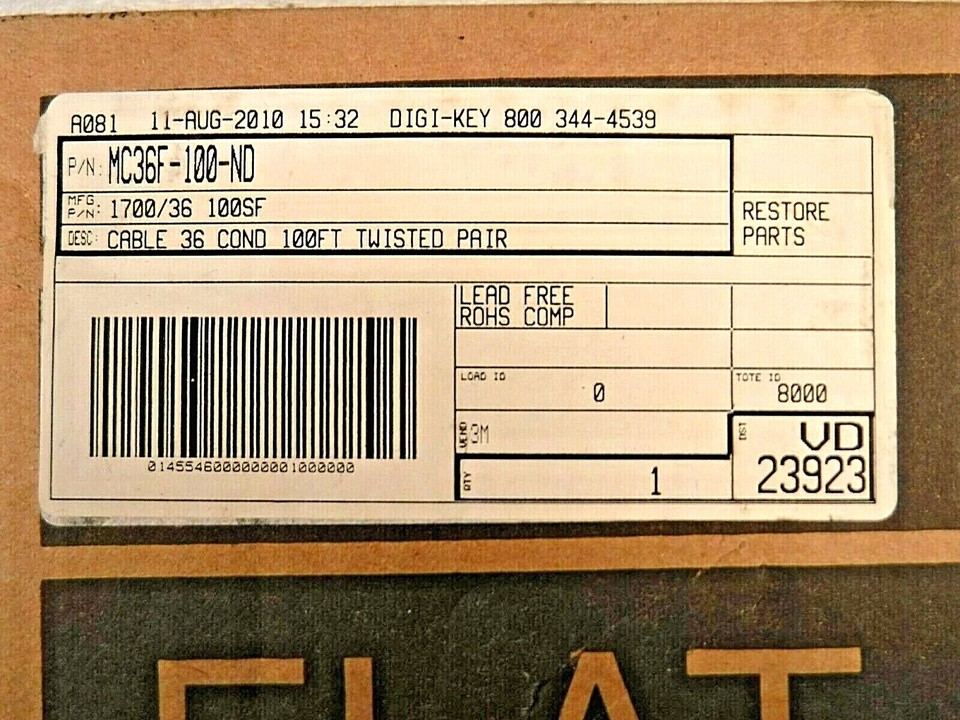 A081 11-AUG-2010 15:32 DIGI-KEY 800 344-4539
P/N: MC36F-100-ND
MFG. P/N: 1700/36 100SF
DESC: CABLE 36 COND 100FT TWISTED PAIR
RESTORE
PARTS
LEAD FREE
ROHS COMP
LOAD ID
0
TOTE ID
8000
VEND 3M
DST
VD
23923
QTY 1
FLAT